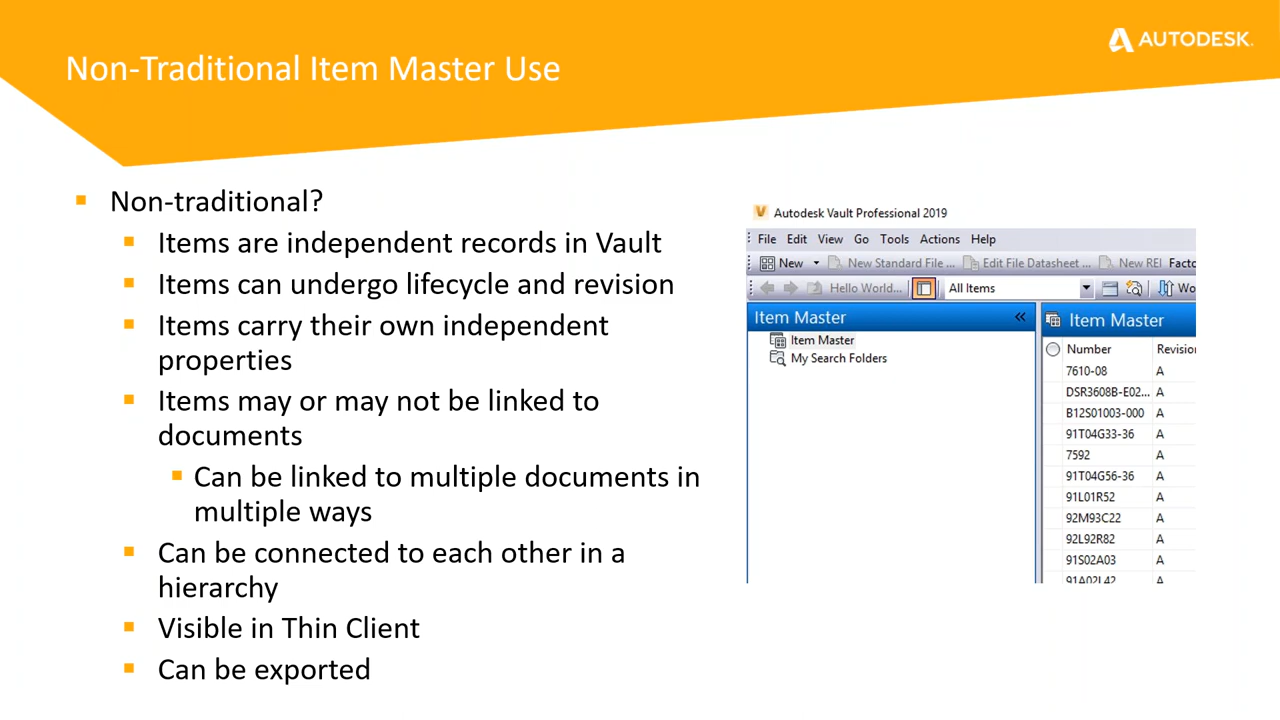 AUTODESK
Non-Traditional Item Master Use
Non-traditional?
Items are independent records in Vault
Items can undergo lifecycle and revision
Items carry their own independent
properties
Items may or may not be linked to
documents
Can be linked to multiple documents in
multiple ways
Can be connected to each other in a
hierarchy
Visible in Thin Client
Can be exported
Autodesk Vault Professional 2019
File Edit View Go Tools Actions Help
New New Standard File ... Edit File Datasheet ... New REI Facto
Hello World... All Items Wo
Item Master
Item Master
My Search Folders
Item Master
Number Revision
7610-08 A
DSR3608B-E02... A
B12S01003-000 A
91T04G33-36 A
7592 A
91T04G56-36 A
91L01R52 A
92M93C22 A
92L92R82 A
91S02A03 A
91A02L42 A